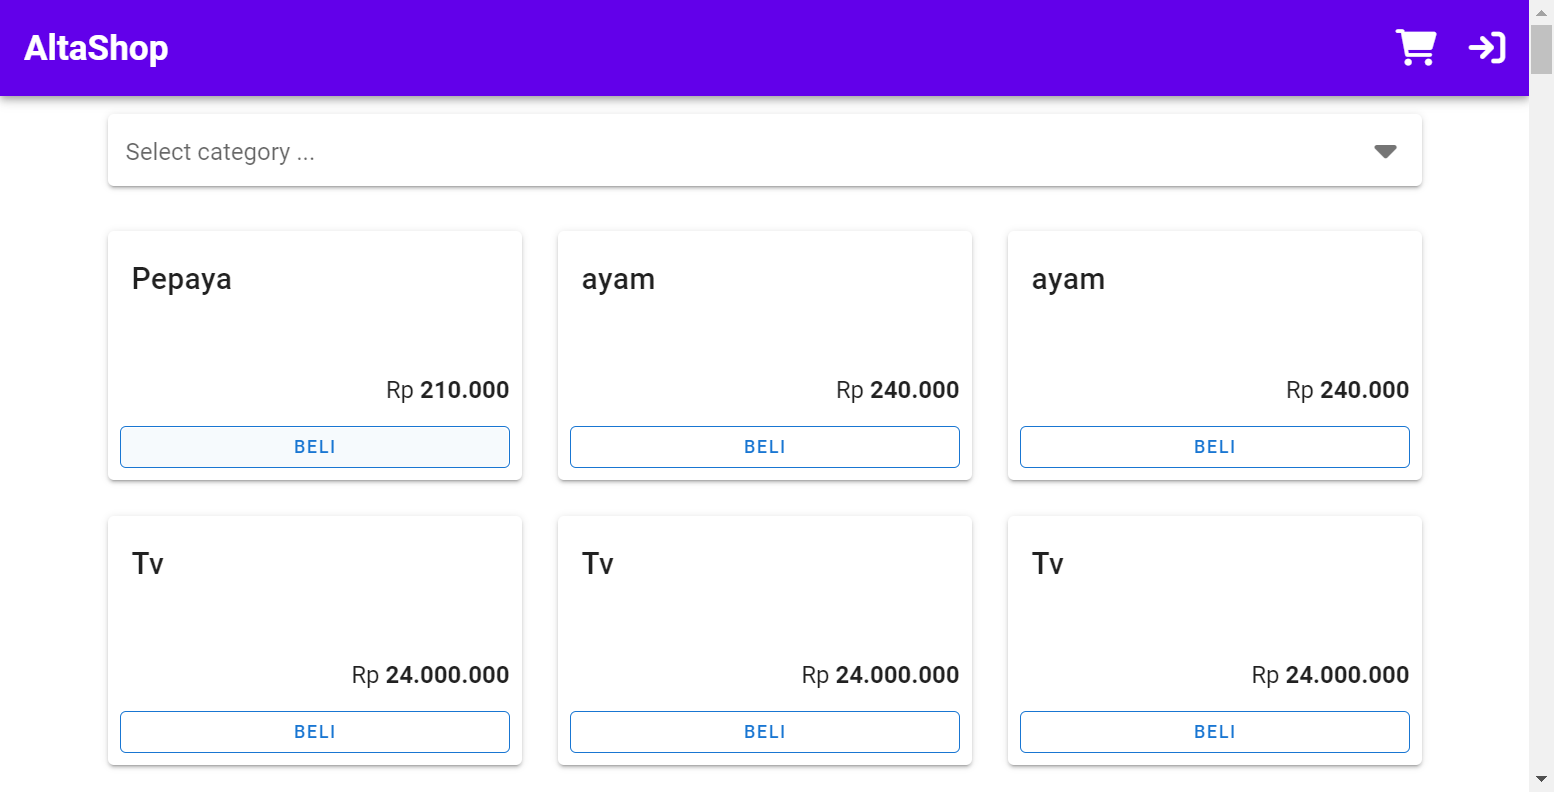 AltaShop
Select category ...
Pepaya
Rp 210.000
BELI
ayam
Rp 240.000
BELI
ayam
Rp 240.000
BELI
Tv
Rp 24.000.000
BELI
Tv
Rp 24.000.000
BELI
Tv
Rp 24.000.000
BELI